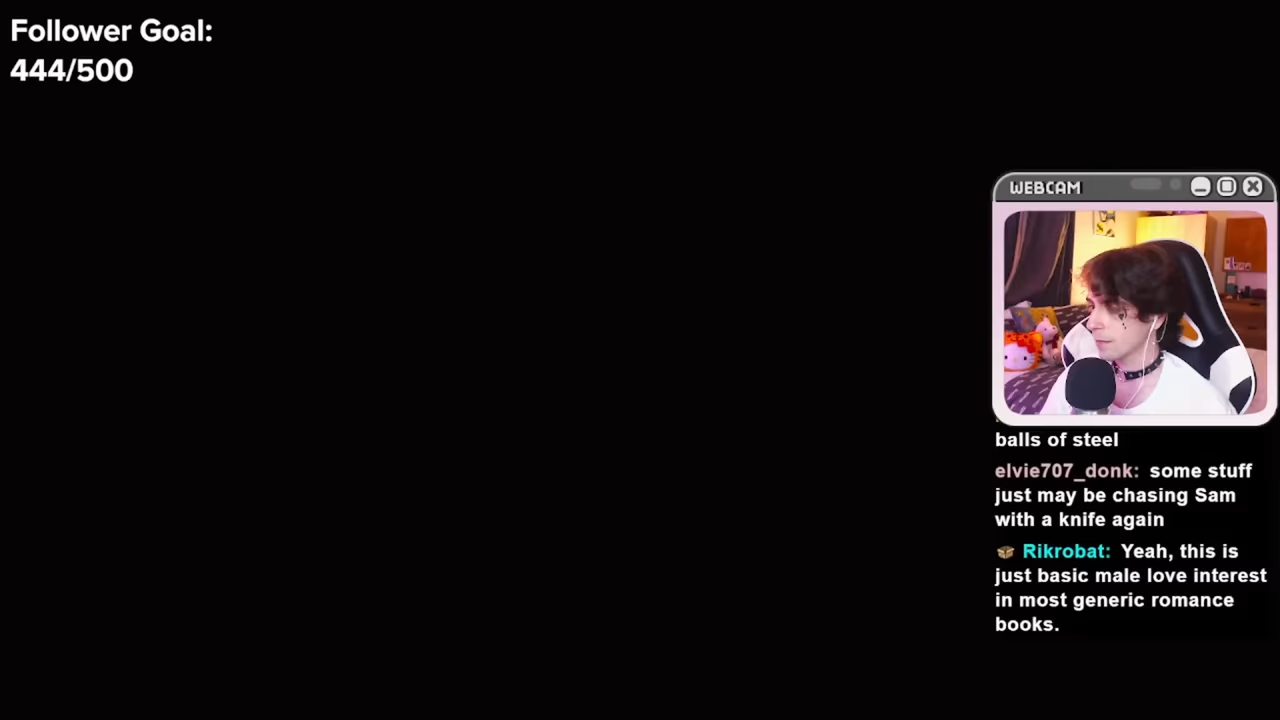 Follower Goal:
444/500
WEBCAM
balls of steel
elvie707_donk: some stuff
just may be chasing Sam
with a knife again
Rikrobat: Yeah, this is
just basic male love interest
in most generic romance
books.